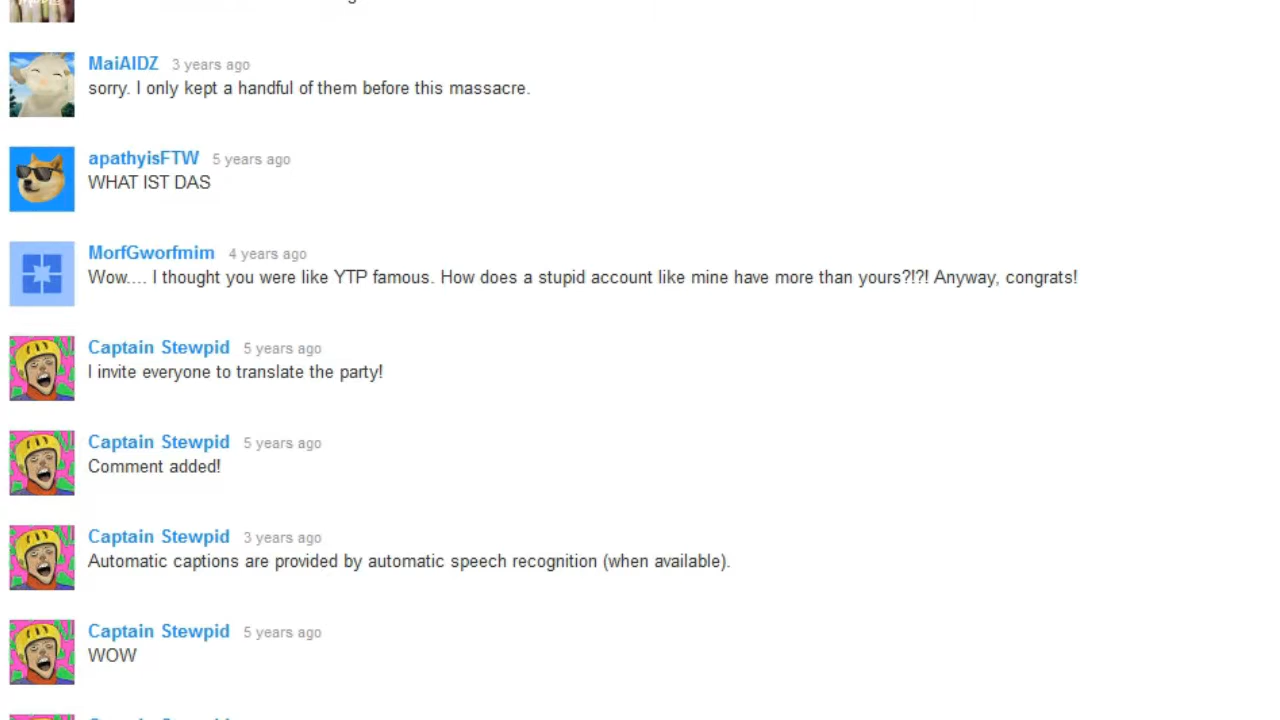 MaiAIDZ 3 years ago
sorry. I only kept a handful of them before this massacre.
apathyisFTW 5 years ago
WHAT IST DAS
MorfGworfmim 4 years ago
Wow.... I thought you were like YTP famous. How does a stupid account like mine have more than yours?!?! Anyway, congrats!
Captain Stewpid 5 years ago
I invite everyone to translate the party!
Captain Stewpid 5 years ago
Comment added!
Captain Stewpid 3 years ago
Automatic captions are provided by automatic speech recognition (when available).
Captain Stewpid 5 years ago
WOW